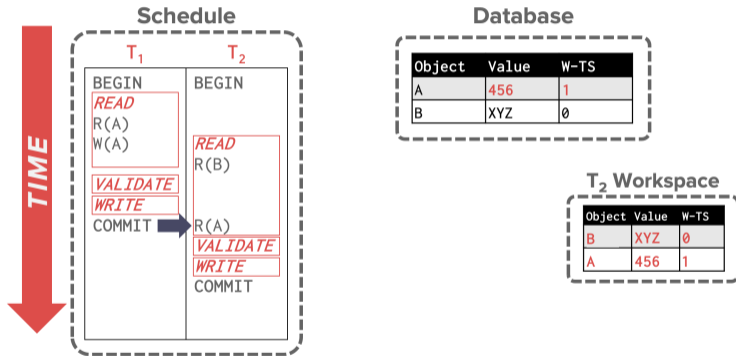 Schedule
TIME
T1 T2
BEGIN BEGIN
READ
R(A)
W(A) READ
R(B)
VALIDATE
WRITE
COMMIT R(A)
VALIDATE
WRITE
COMMIT
Database
Object Value W-TS
A 456 1
B XYZ 0
T2 Workspace
Object Value W-TS
B XYZ 0
A 456 1